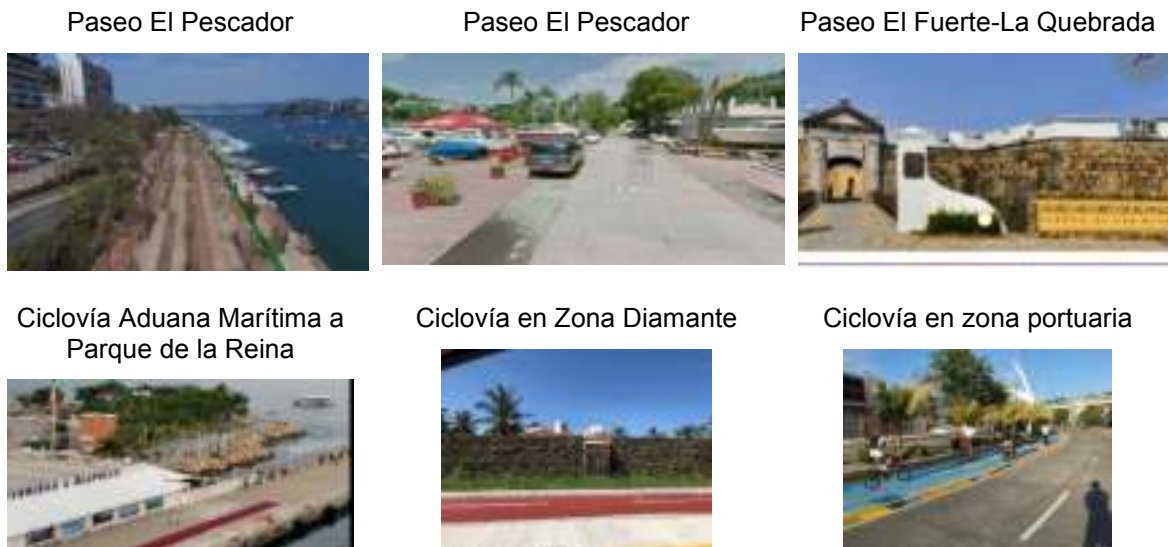 Paseo El Pescador
Paseo El Pescador
Paseo El Fuerte-La Quebrada
Ciclovía Aduana Marítima a
Parque de la Reina
Ciclovía en Zona Diamante
Ciclovía en zona portuaria